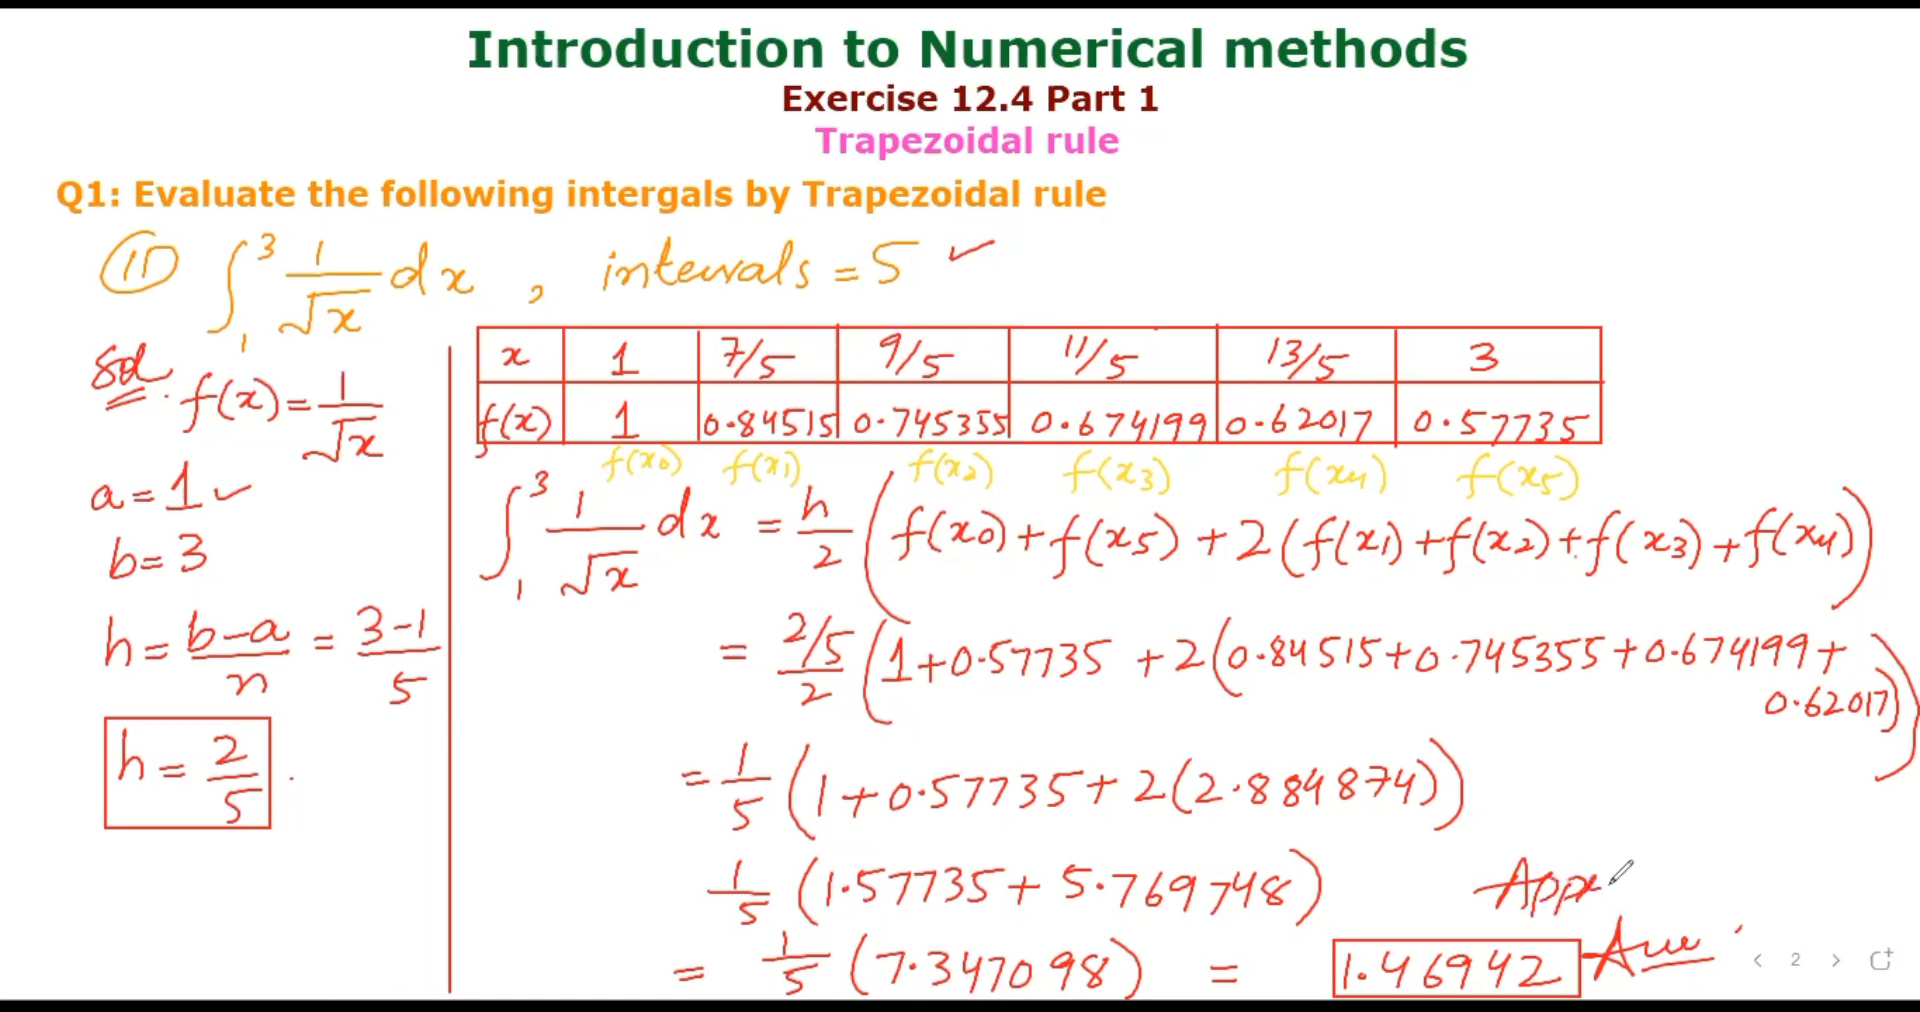 Introduction to Numerical methods
Exercise 12.4 Part 1
Trapezoidal rule
Q1: Evaluate the following intergals by Trapezoidal rule
(ii) ∫₁³ 1/√x dx , intervals = 5 ✓
Sol. f(x) = 1/√x
a = 1 ✓
b = 3
h = (b-a)/n = (3-1)/5
h = 2/5 .
x 1 7/5 9/5 11/5 13/5 3
f(x) 1 0.84515 0.745355 0.674199 0.62017 0.57735
f(x0) f(x1) f(x2) f(x3) f(x4) f(x5)
∫₁³ 1/√x dx = h/2 (f(x0)+f(x5)+2(f(x1)+f(x2)+f(x3)+f(x4))
= (2/5)/2 (1+0.57735+2(0.84515+0.745355+0.674199+
0.62017))
= 1/5 (1+0.57735+2(2.884874))
1/5 (1.57735+5.769748)
= 1/5 (7.347098) = 1.46942
Appr
Ans
< 2 >